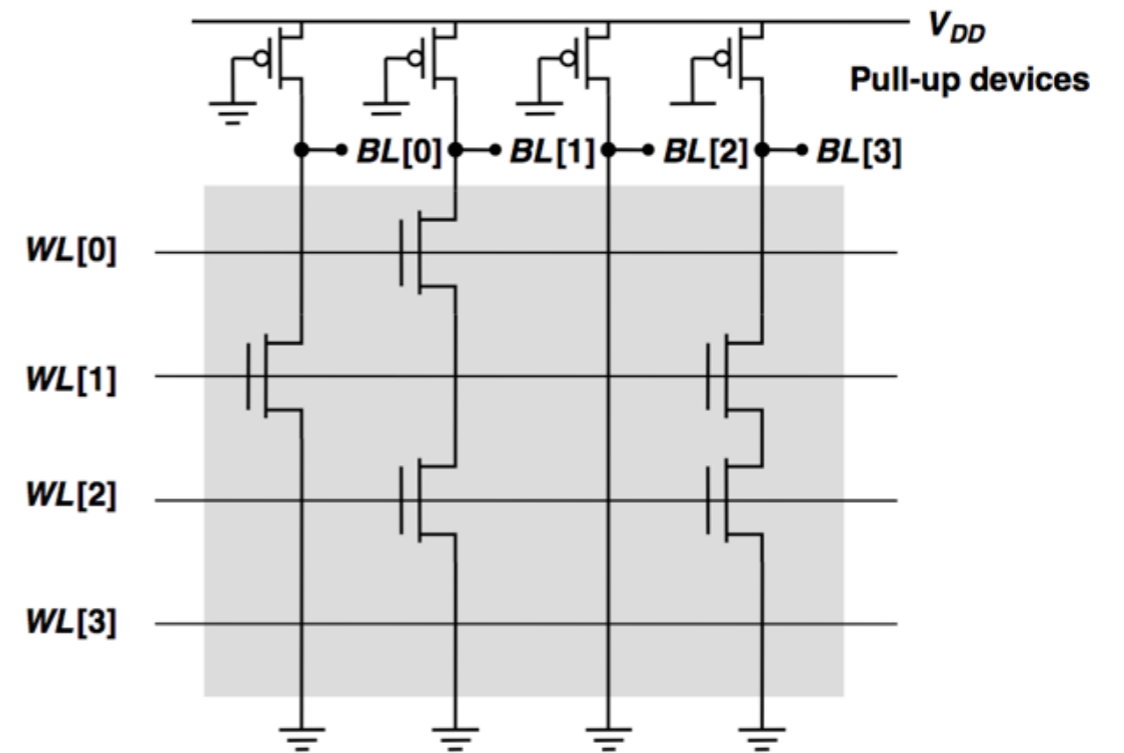 VDD
Pull-up devices
BL[0] BL[1] BL[2] BL[3]
WL[0]
WL[1]
WL[2]
WL[3]